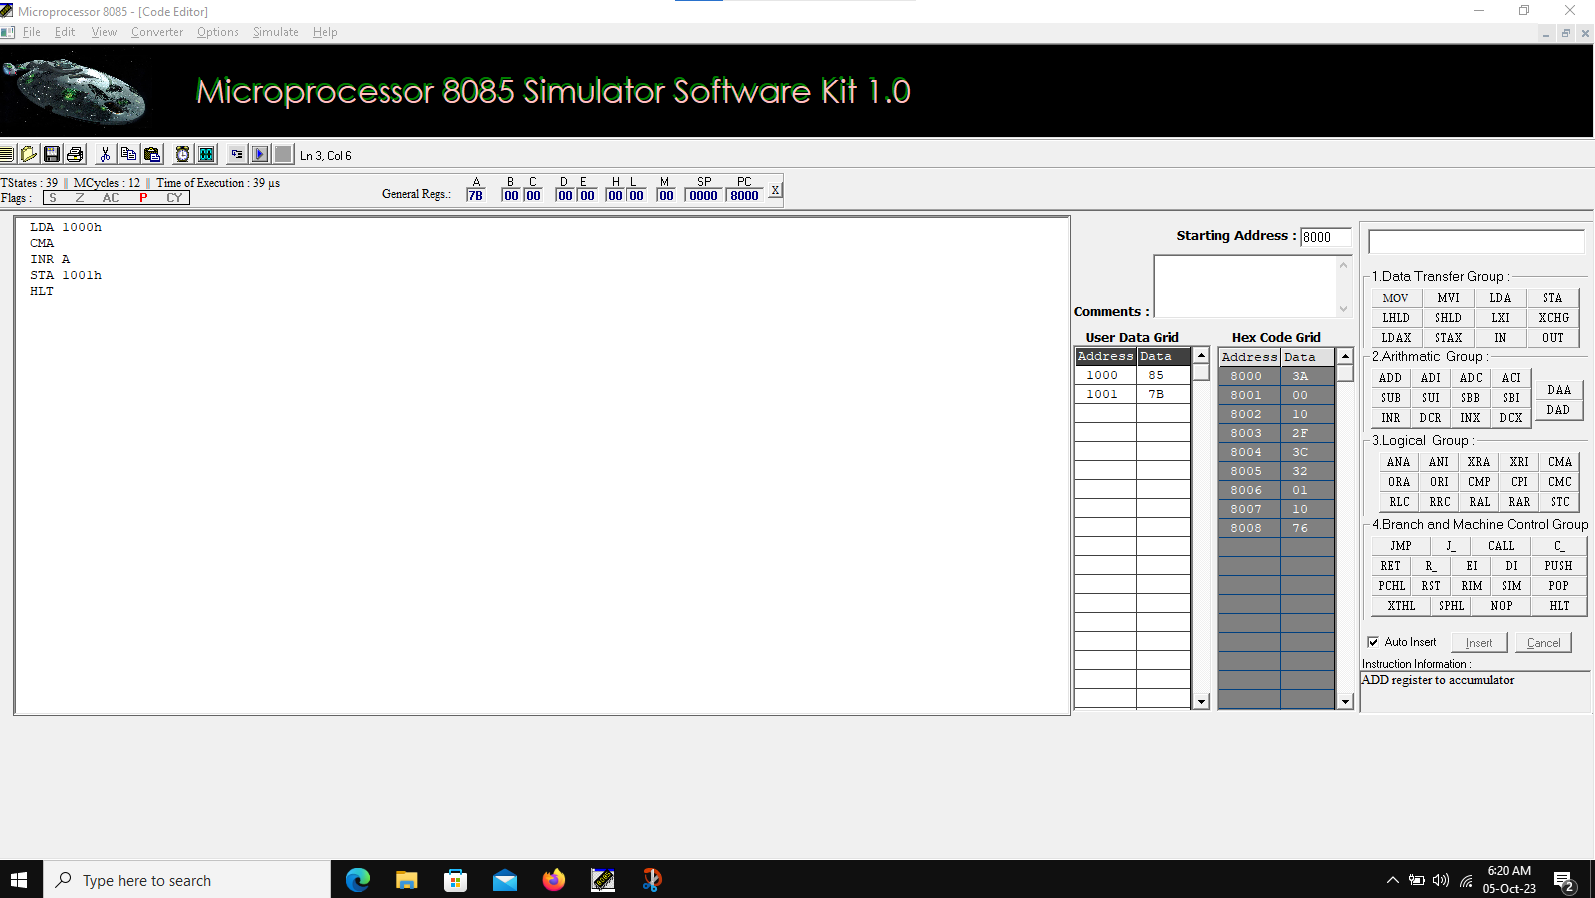 Microprocessor 8085 - [Code Editor]
File Edit View Converter Options Simulate Help
Microprocessor 8085 Simulator Software Kit 1.0
Ln 3, Col 6
TStates : 39 MCycles : 12 Time of Execution : 39 µs
Flags : S Z AC P CY
General Regs.:
A B C D E H L M SP PC
7B 00 00 00 00 00 00 00 0000 8000 X
LDA 1000h
CMA
INR A
STA 1001h
HLT
Starting Address : 8000
Comments :
User Data Grid
Address Data
1000 85
1001 7B
Hex Code Grid
Address Data
8000 3A
8001 00
8002 10
8003 2F
8004 3C
8005 32
8006 01
8007 10
8008 76
1.Data Transfer Group :
MOV MVI LDA STA
LHLD SHLD LXI XCHG
LDAX STAX IN OUT
2.Arithmatic Group :
ADD ADI ADC ACI
SUB SUI SBB SBI
INR DCR INX DCX
DAA
DAD
3.Logical Group :
ANA ANI XRA XRI CMA
ORA ORI CMP CPI CMC
RLC RRC RAL RAR STC
4.Branch and Machine Control Group
JMP J_ CALL C_
RET R_ EI DI PUSH
PCHL RST RIM SIM POP
XTHL SPHL NOP HLT
Auto Insert Insert Cancel
Instruction Information :
ADD register to accumulator
Type here to search
6:20 AM
05-Oct-23
2